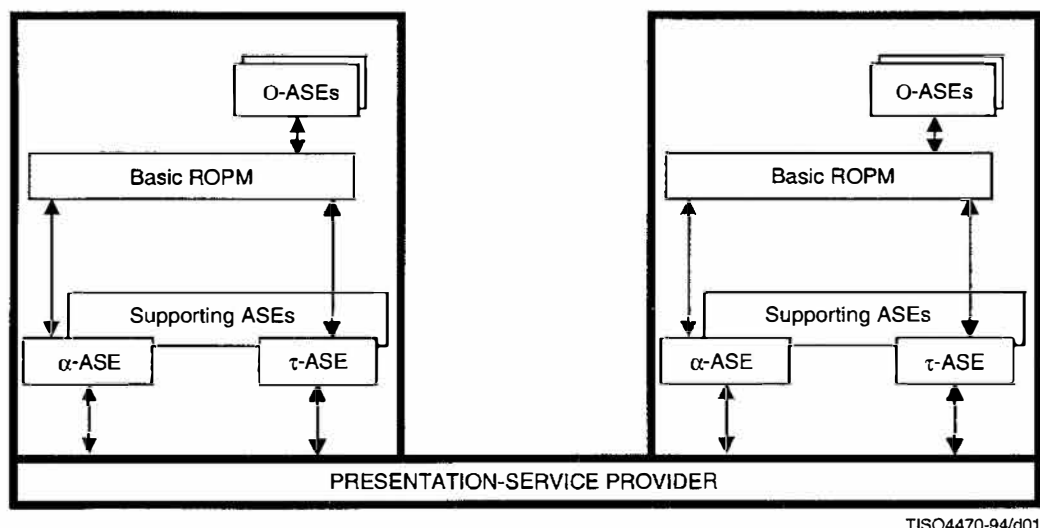 O-ASEs
Basic ROPM
Supporting ASEs
α-ASE
τ-ASE
O-ASEs
Basic ROPM
Supporting ASEs
α-ASE
τ-ASE
PRESENTATION-SERVICE PROVIDER
TISO4470-94/d01